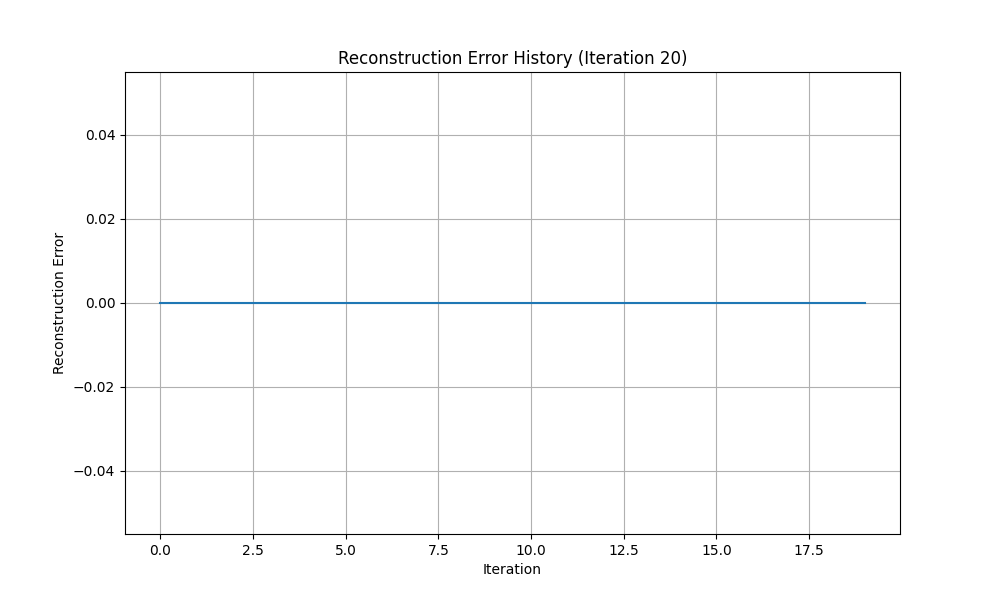 Reconstruction Error History (Iteration 20)
0.04
0.02
0.00
−0.02
−0.04
Reconstruction Error
0.0 2.5 5.0 7.5 10.0 12.5 15.0 17.5
Iteration